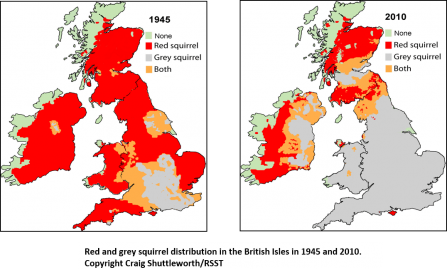 1945
None
Red squirrel
Grey squirrel
Both
2010
None
Red squirrel
Grey squirrel
Both
Red and grey squirrel distribution in the British Isles in 1945 and 2010.
Copyright Craig Shuttleworth/RSST